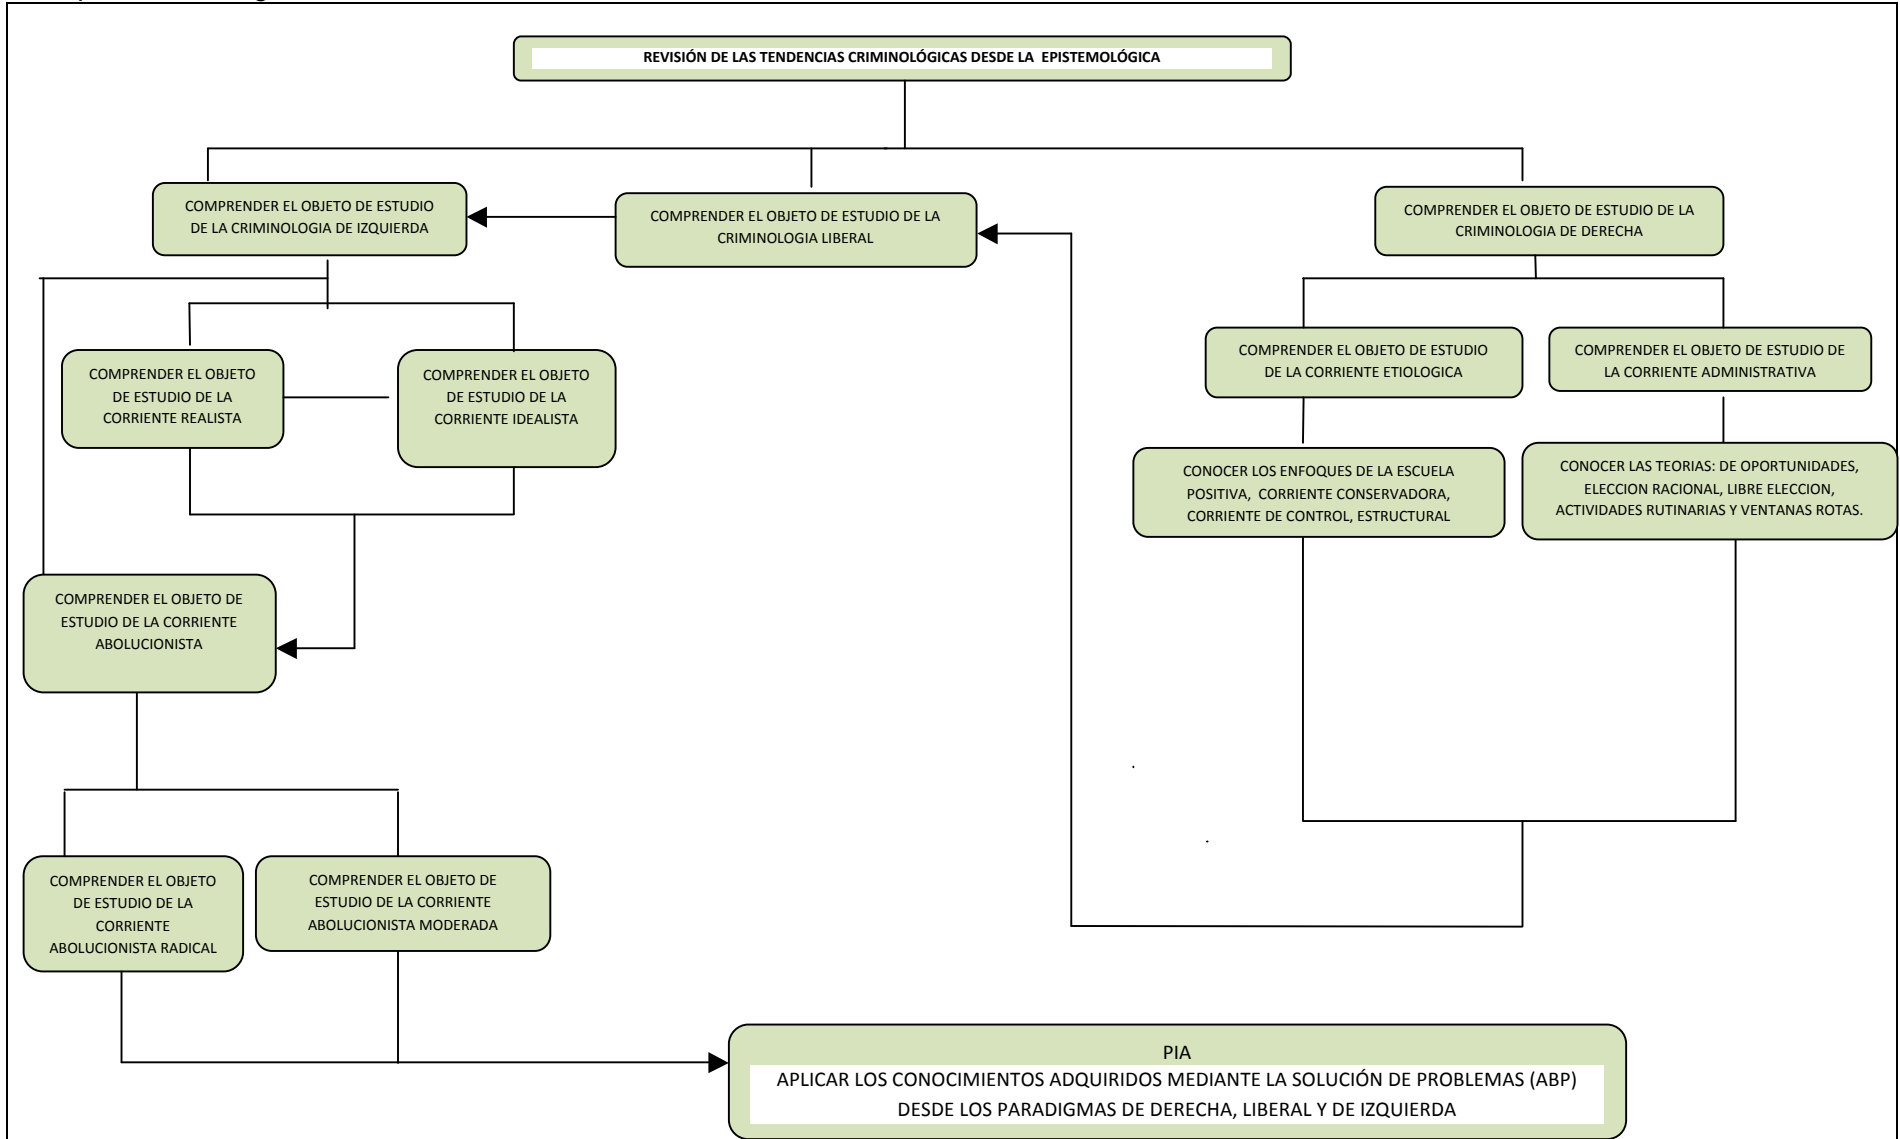 REVISIÓN DE LAS TENDENCIAS CRIMINOLÓGICAS DESDE LA EPISTEMOLÓGICA
COMPRENDER EL OBJETO DE ESTUDIO
DE LA CRIMINOLOGIA DE IZQUIERDA
COMPRENDER EL OBJETO DE ESTUDIO DE LA
CRIMINOLOGIA LIBERAL
COMPRENDER EL OBJETO DE ESTUDIO DE LA
CRIMINOLOGIA DE DERECHA
COMPRENDER EL OBJETO
DE ESTUDIO DE LA
CORRIENTE REALISTA
COMPRENDER EL OBJETO
DE ESTUDIO DE LA
CORRIENTE IDEALISTA
COMPRENDER EL OBJETO DE ESTUDIO
DE LA CORRIENTE ETIOLOGICA
COMPRENDER EL OBJETO DE ESTUDIO DE
LA CORRIENTE ADMINISTRATIVA
CONOCER LOS ENFOQUES DE LA ESCUELA
POSITIVA, CORRIENTE CONSERVADORA,
CORRIENTE DE CONTROL, ESTRUCTURAL
CONOCER LAS TEORIAS: DE OPORTUNIDADES,
ELECCION RACIONAL, LIBRE ELECCION,
ACTIVIDADES RUTINARIAS Y VENTANAS ROTAS.
COMPRENDER EL OBJETO DE
ESTUDIO DE LA CORRIENTE
ABOLUCIONISTA
COMPRENDER EL OBJETO
DE ESTUDIO DE LA
CORRIENTE
ABOLUCIONISTA RADICAL
COMPRENDER EL OBJETO DE
ESTUDIO DE LA CORRIENTE
ABOLUCIONISTA MODERADA
PIA
APLICAR LOS CONOCIMIENTOS ADQUIRIDOS MEDIANTE LA SOLUCIÓN DE PROBLEMAS (ABP)
DESDE LOS PARADIGMAS DE DERECHA, LIBERAL Y DE IZQUIERDA